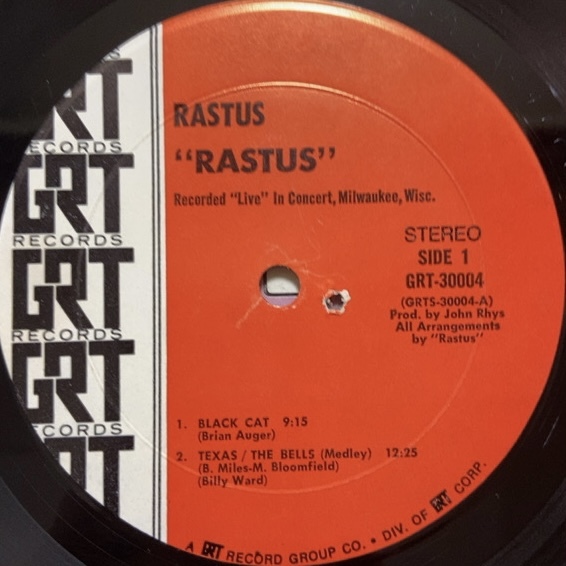 RASTUS
"RASTUS"
Recorded "Live" In Concert, Milwaukee, Wisc.
STEREO
SIDE 1
GRT-30004
(GRTS-30004-A)
Prod. by John Rhys
All Arrangements
by "Rastus"
1. BLACK CAT 9:15
(Brian Auger)
2. TEXAS / THE BELLS (Medley) 12:25
(B. Miles-M. Bloomfield)
(Billy Ward)
A GRT RECORD GROUP CO. • DIV. OF GRT CORP.
GRT
RECORDS
GRT
RECORDS
GRT
RECORDS
GRT
RECORDS
GRT